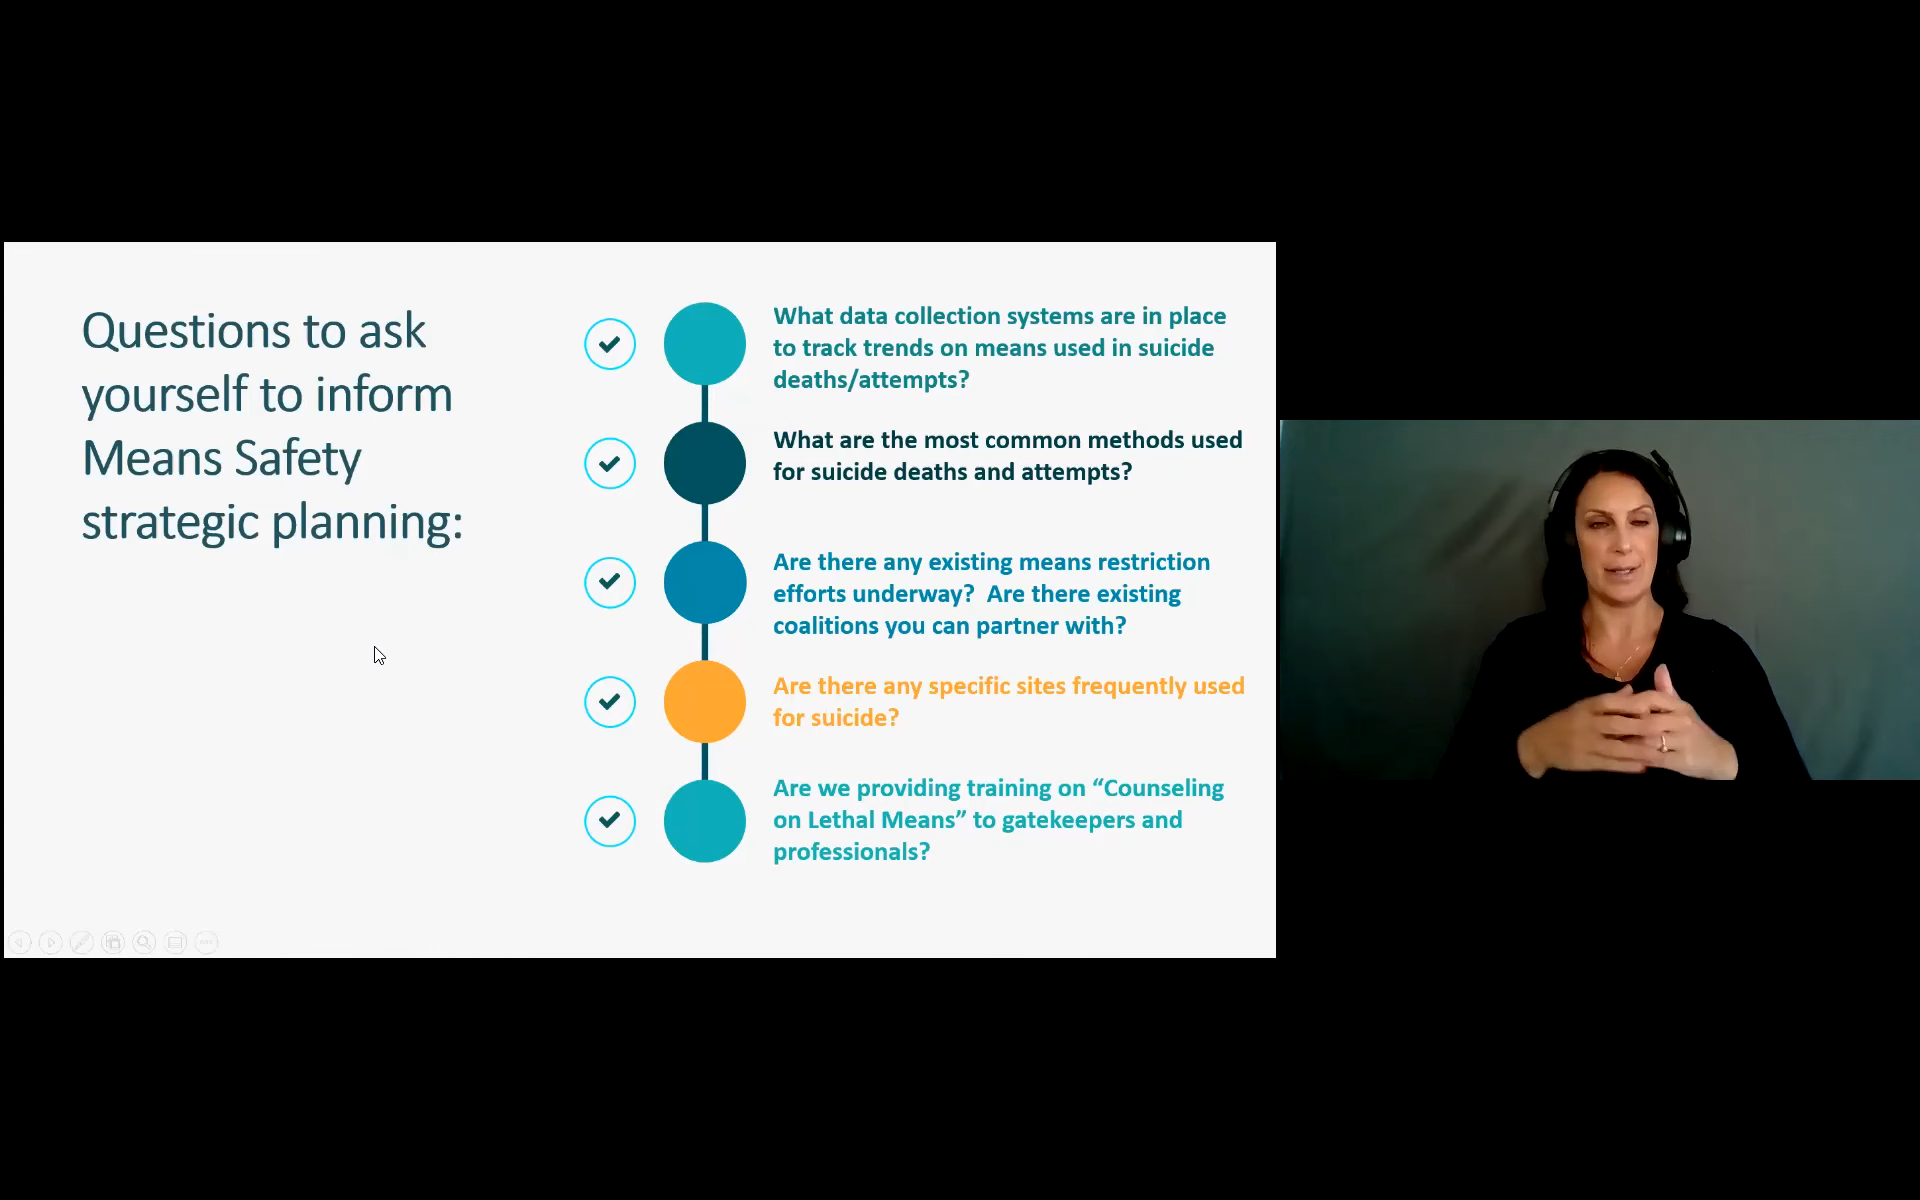 Questions to ask
yourself to inform
Means Safety
strategic planning:
What data collection systems are in place
to track trends on means used in suicide
deaths/attempts?
What are the most common methods used
for suicide deaths and attempts?
Are there any existing means restriction
efforts underway?  Are there existing
coalitions you can partner with?
Are there any specific sites frequently used
for suicide?
Are we providing training on “Counseling
on Lethal Means” to gatekeepers and
professionals?